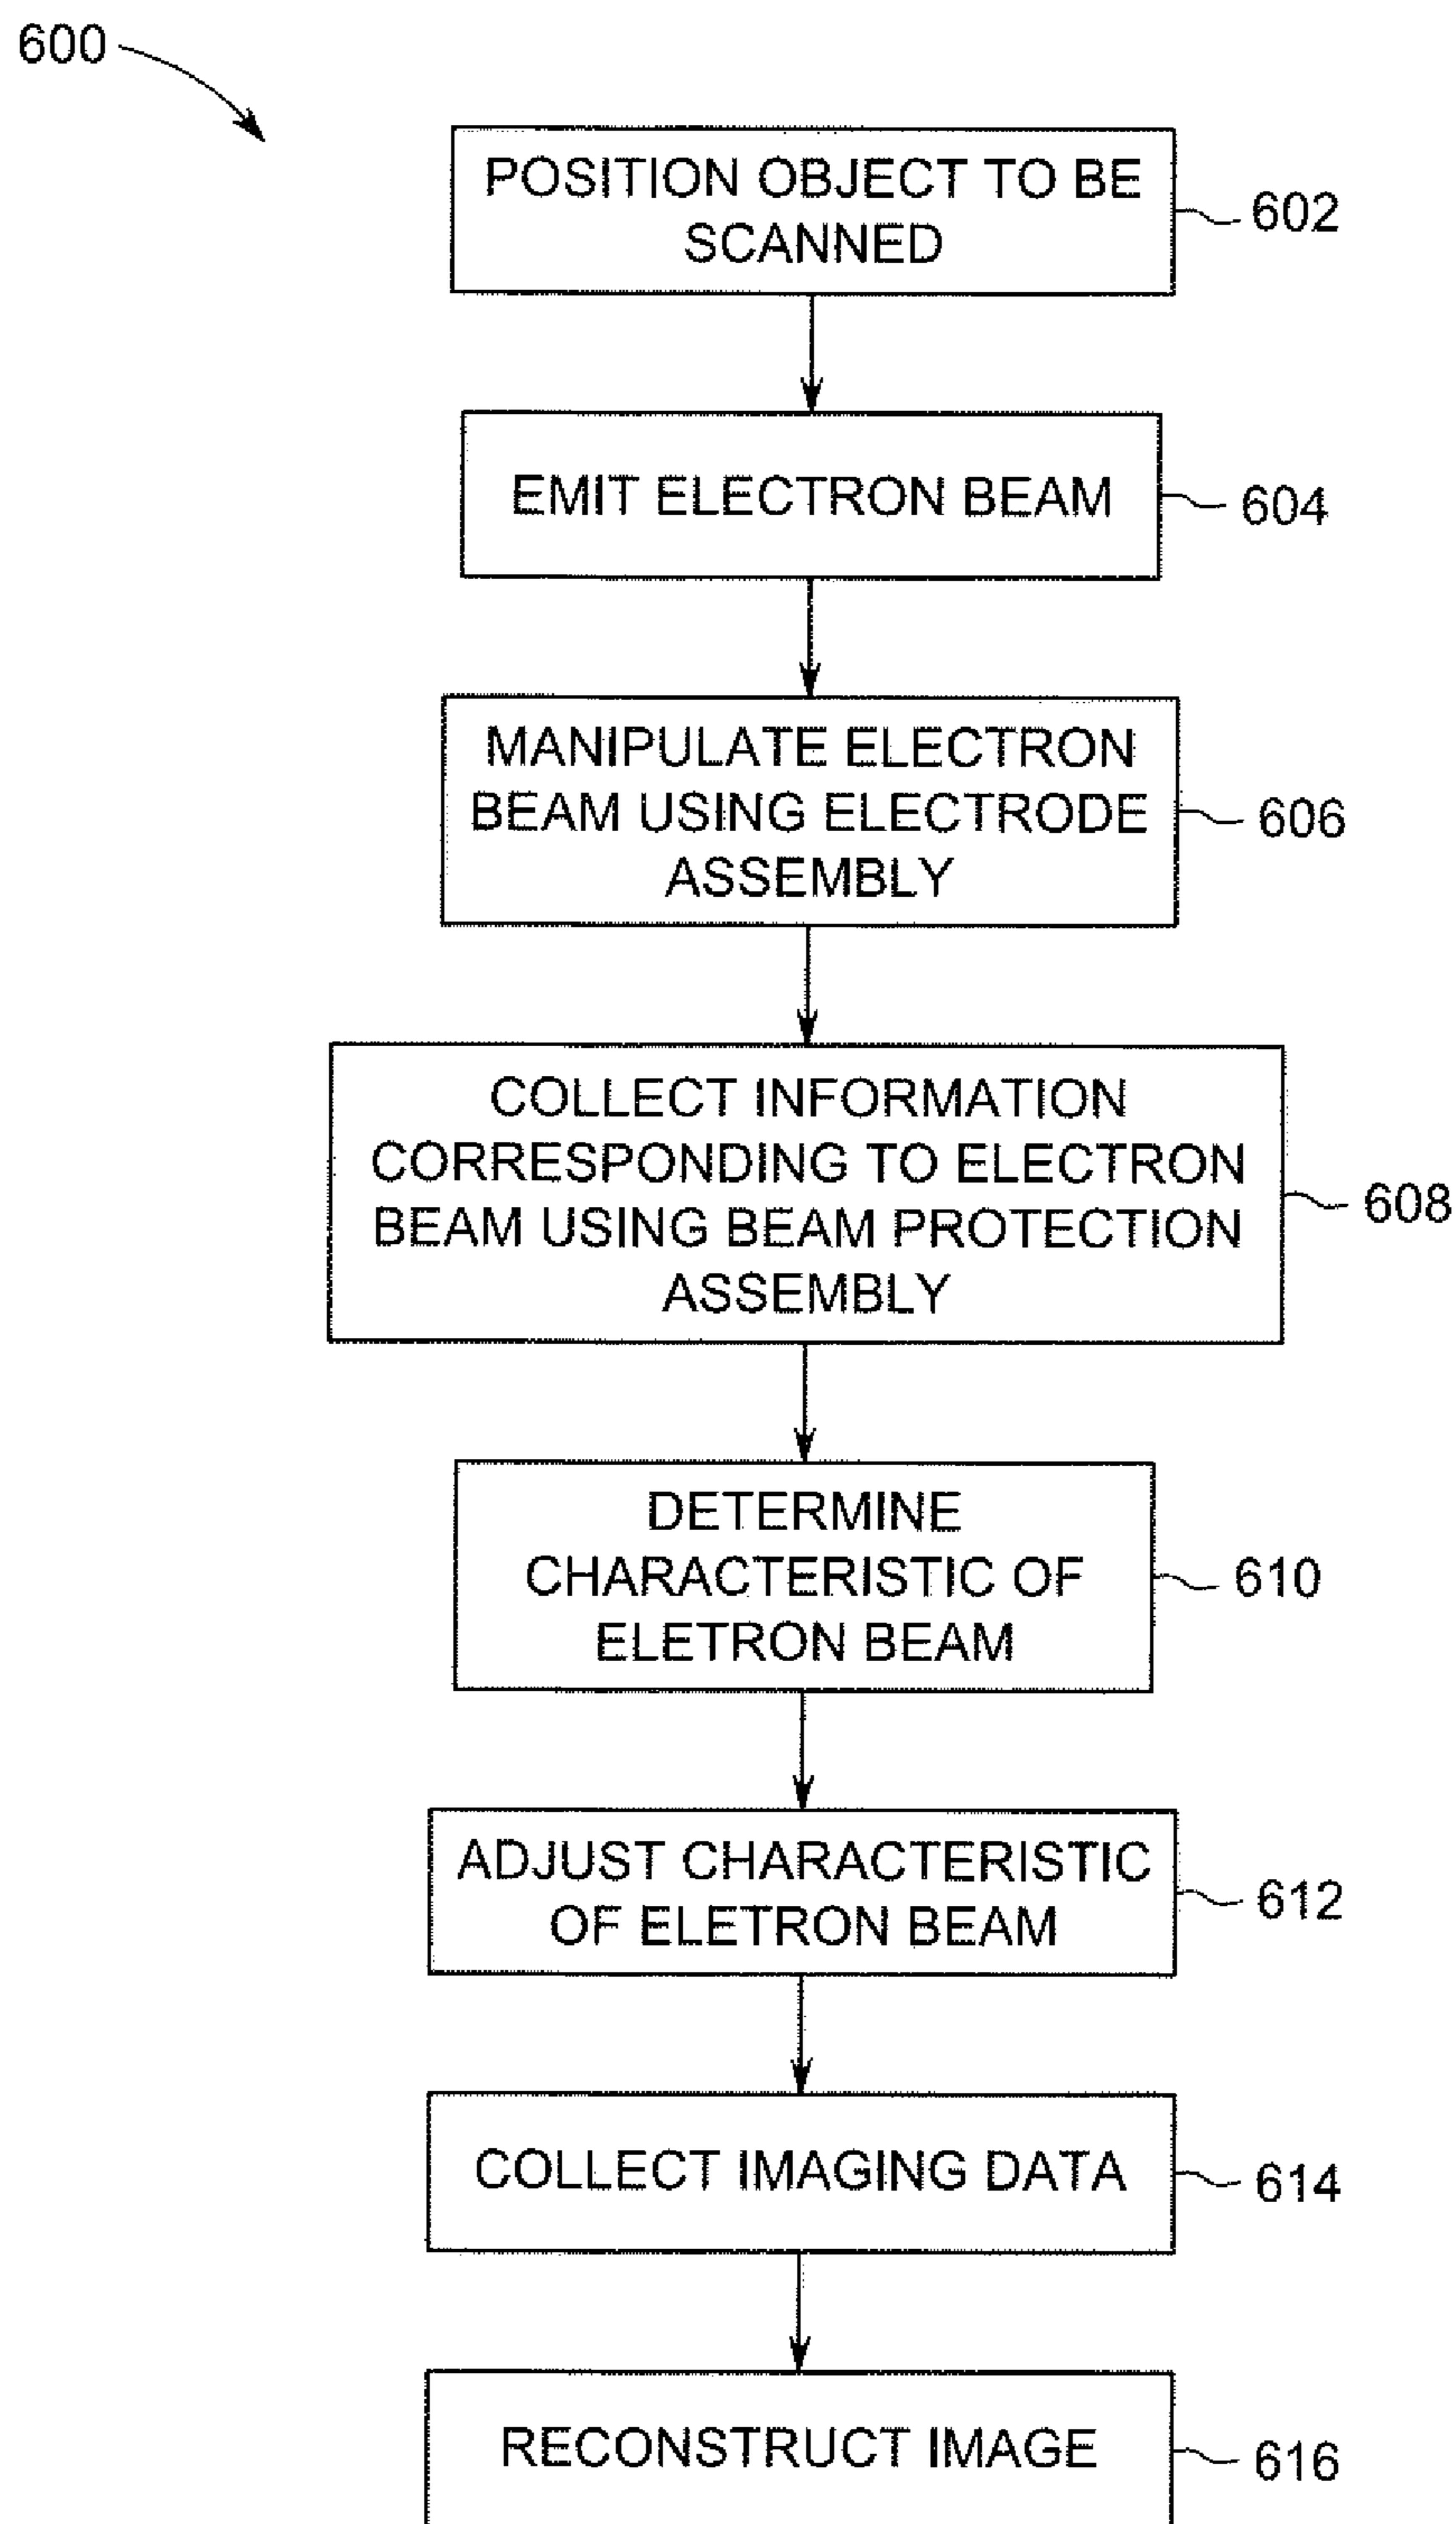 600
POSITION OBJECT TO BE
SCANNED
602
EMIT ELECTRON BEAM
604
MANIPULATE ELECTRON
BEAM USING ELECTRODE
ASSEMBLY
606
COLLECT INFORMATION
CORRESPONDING TO ELECTRON
BEAM USING BEAM PROTECTION
ASSEMBLY
608
DETERMINE
CHARACTERISTIC OF
ELETRON BEAM
610
ADJUST CHARACTERISTIC
OF ELETRON BEAM
612
COLLECT IMAGING DATA
614
RECONSTRUCT IMAGE
616